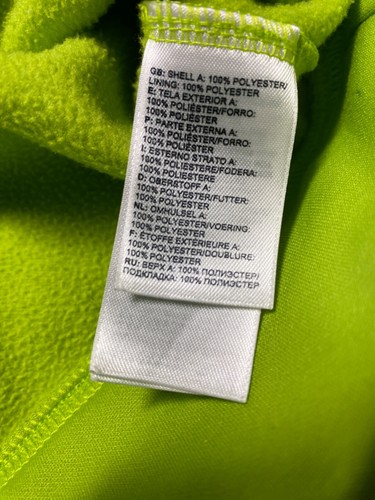 GB: SHELL A: 100% POLYESTER/
LINING: 100% POLYESTER
E: TELA EXTERIOR A:
100% POLIÉSTER/FORRO:
100% POLIÉSTER
P: PARTE EXTERNA A:
100% POLIÉSTER/FORRO:
100% POLIÉSTER
I: ESTERNO STRATO A:
100% POLIESTERE/FODERA:
100% POLIESTERE
D: OBERSTOFF A:
100% POLYESTER/FUTTER:
100% POLYESTER
NL: OMHULSEL A:
100% POLYESTER/VOERING:
100% POLYESTER
F: ÉTOFFE EXTÉRIEURE A:
100% POLYESTER/DOUBLURE:
100% POLYESTER
RU: ВЕРХ А: 100% ПОЛИЭСТЕР/
ПОДКЛАДКА: 100% ПОЛИЭСТЕР